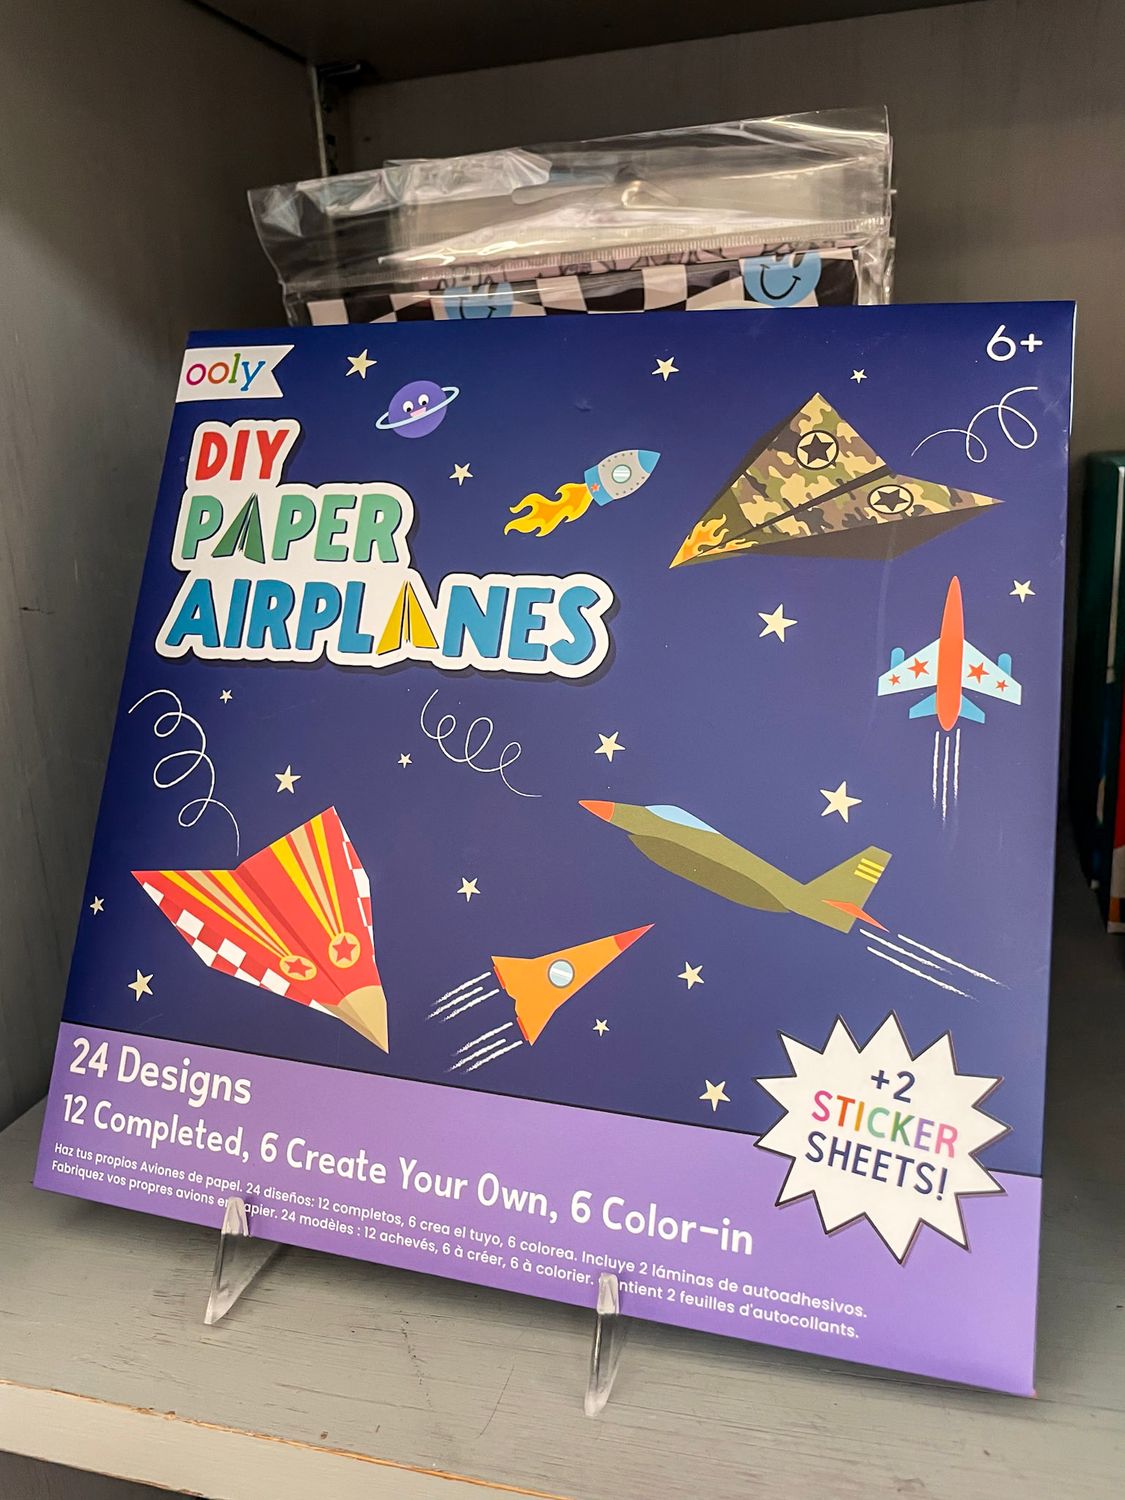 ooly
6+
DIY
PAPER
AIRPLANES
24 Designs
12 Completed, 6 Create Your Own, 6 Color-in
Haz tus propios Aviones de papel. 24 diseños: 12 completos, 6 crea el tuyo, 6 colorea. Incluye 2 láminas de autoadhesivos.
Fabriquez vos propres avions en papier. 24 modèles : 12 achevés, 6 à créer, 6 à colorier. Contient 2 feuilles d'autocollants.
+2
STICKER
SHEETS!